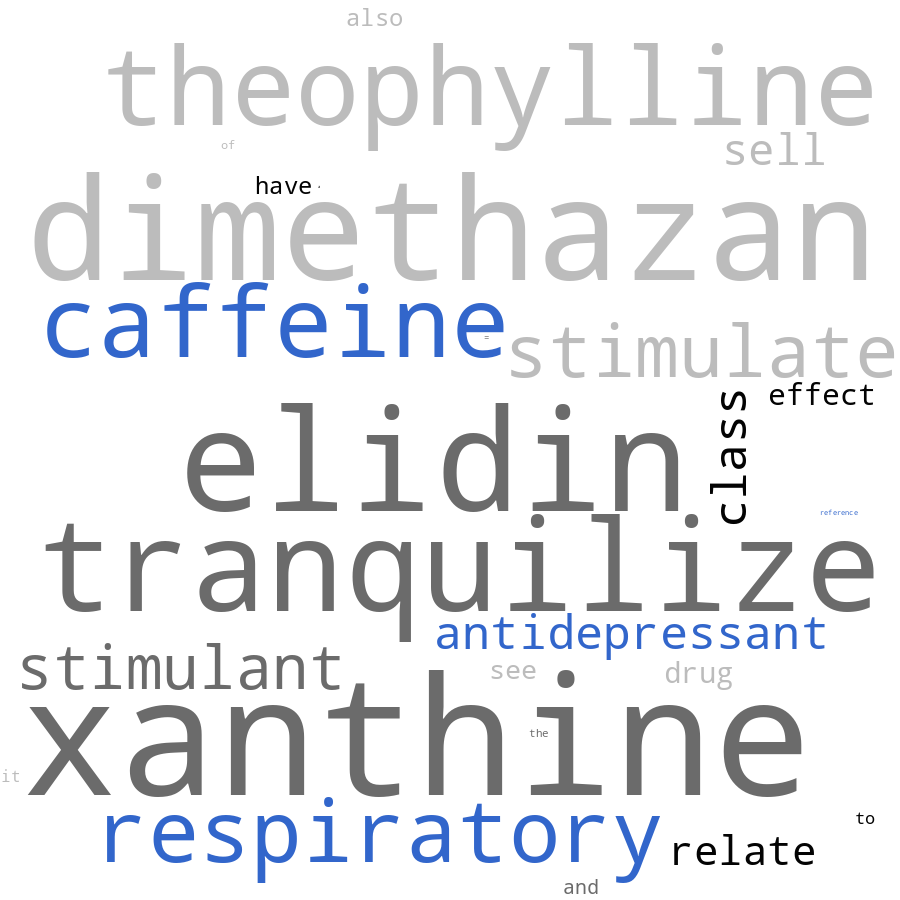 also
theophylline
of
sell
have .
dimethazan
caffeine
=
stimulate
effect
class
elidin
reference
tranquilize
antidepressant
stimulant
see
drug
xanthine
the
it
respiratory
to
relate
and